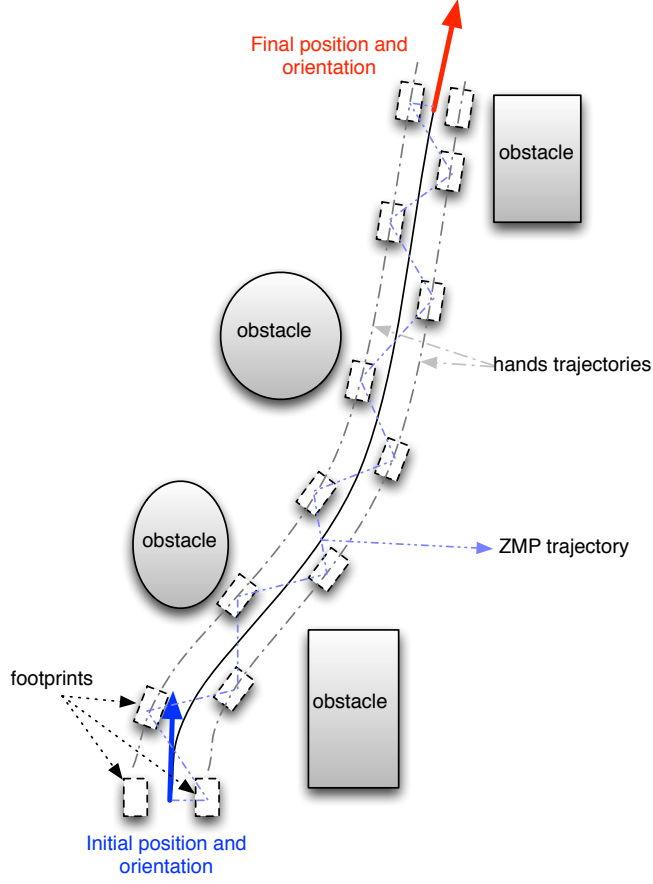 Final position and
orientation
obstacle
obstacle
hands trajectories
obstacle
ZMP trajectory
footprints
obstacle
Initial position and
orientation